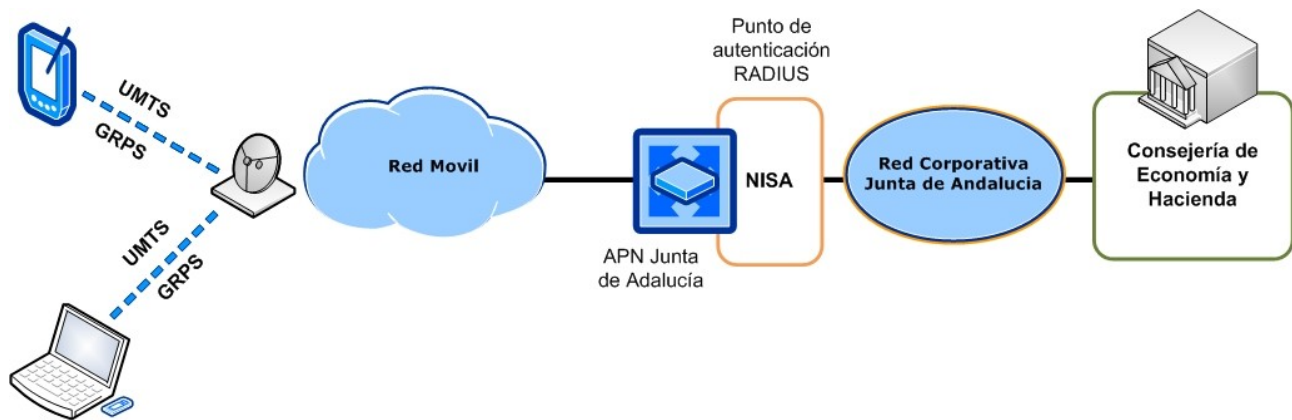 UMTS
GRPS
UMTS
GRPS
Red Movil
Punto de
autenticación
RADIUS
NISA
APN Junta
de Adalucía
Red Corporativa
Junta de Andalucia
Consejería de
Economía y
Hacienda